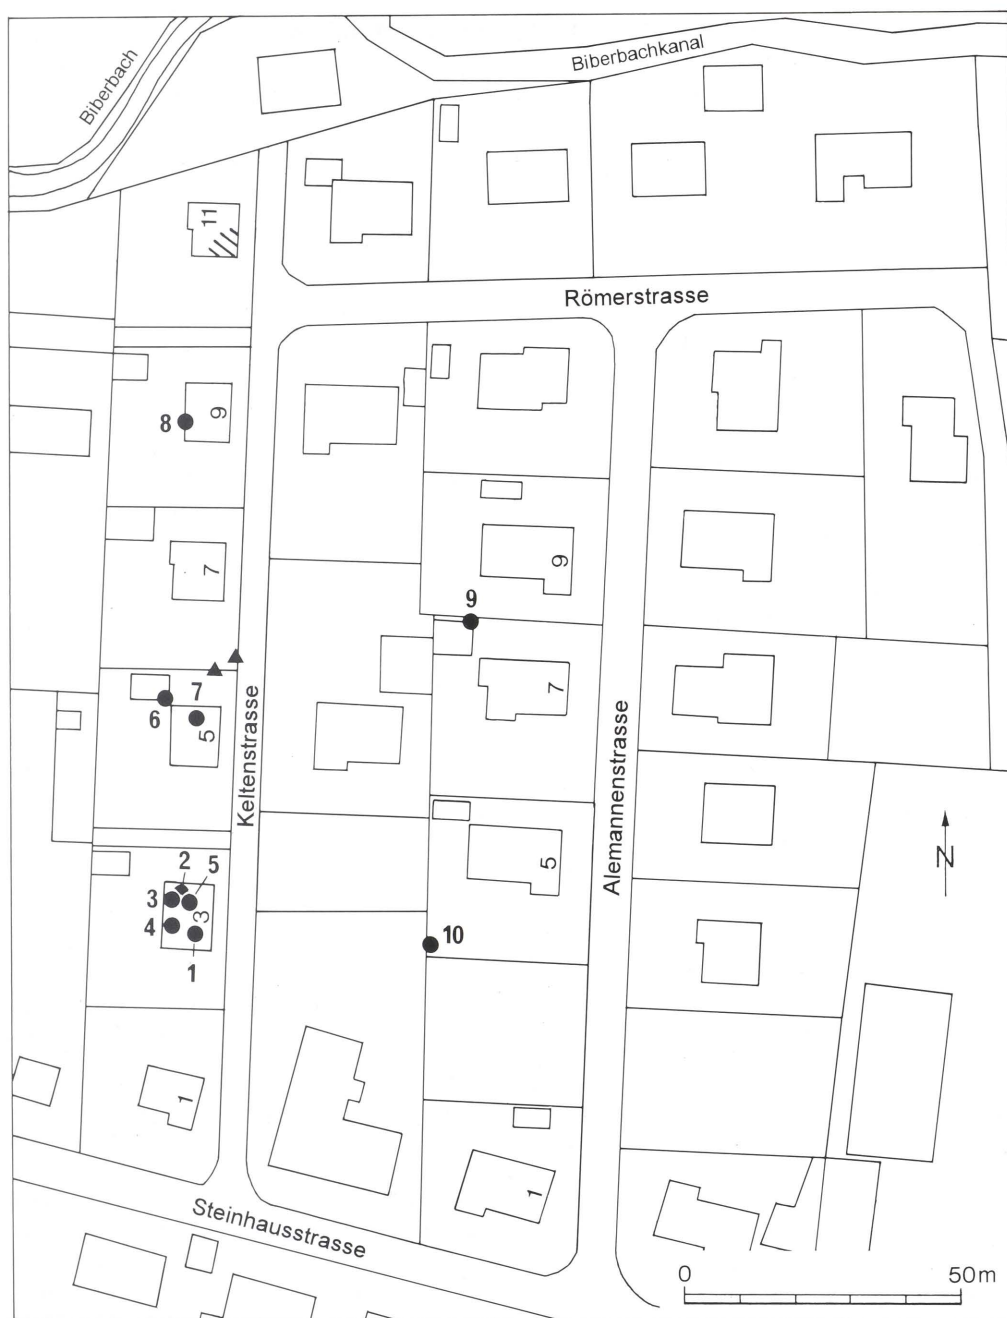 Biberbach
Biberbachkanal
11
Römerstrasse
8
9
9
7
9
7
6
7
5
Keltenstrasse
Alemannenstrasse
N
2
5
3
3
4
1
5
10
1
1
Steinhausstrasse
0
50m